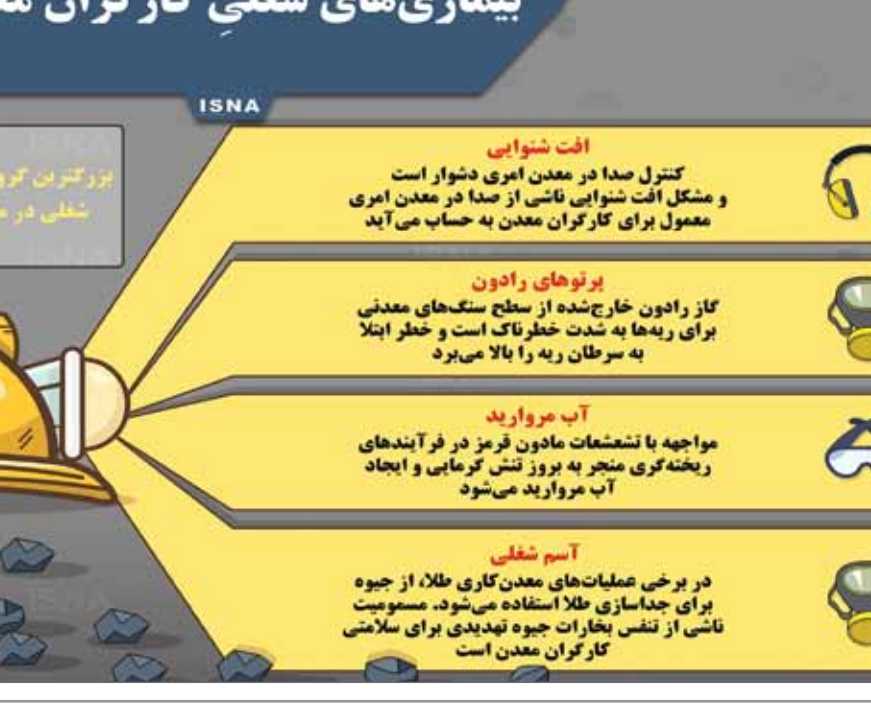 بیماری‌های شغلیِ کارگران
ISNA
بزرگترین
شغلی در
افت شنوایی
کنترل صدا در معدن امری دشوار است
و مشکل افت شنوایی ناشی از صدا در معدن امری
معمول برای کارگران معدن به حساب می‌آید
پرتوهای رادون
گاز رادون خارج‌شده از سطح سنگ‌های معدنی
برای ریه‌ها به شدت خطرناک است و خطر ابتلا
به سرطان ریه را بالا می‌برد
آب مروارید
مواجهه با تشعشعات مادون قرمز در فرآیندهای
ریخته‌گری منجر به بروز تنش گرمایی و ایجاد
آب مروارید می‌شود
آسم شغلی
در برخی عملیات‌های معدن‌کاری طلا، از جیوه
برای جداسازی طلا استفاده می‌شود. مسمومیت
ناشی از تنفس بخارات جیوه تهدیدی برای سلامتی
کارگران معدن است